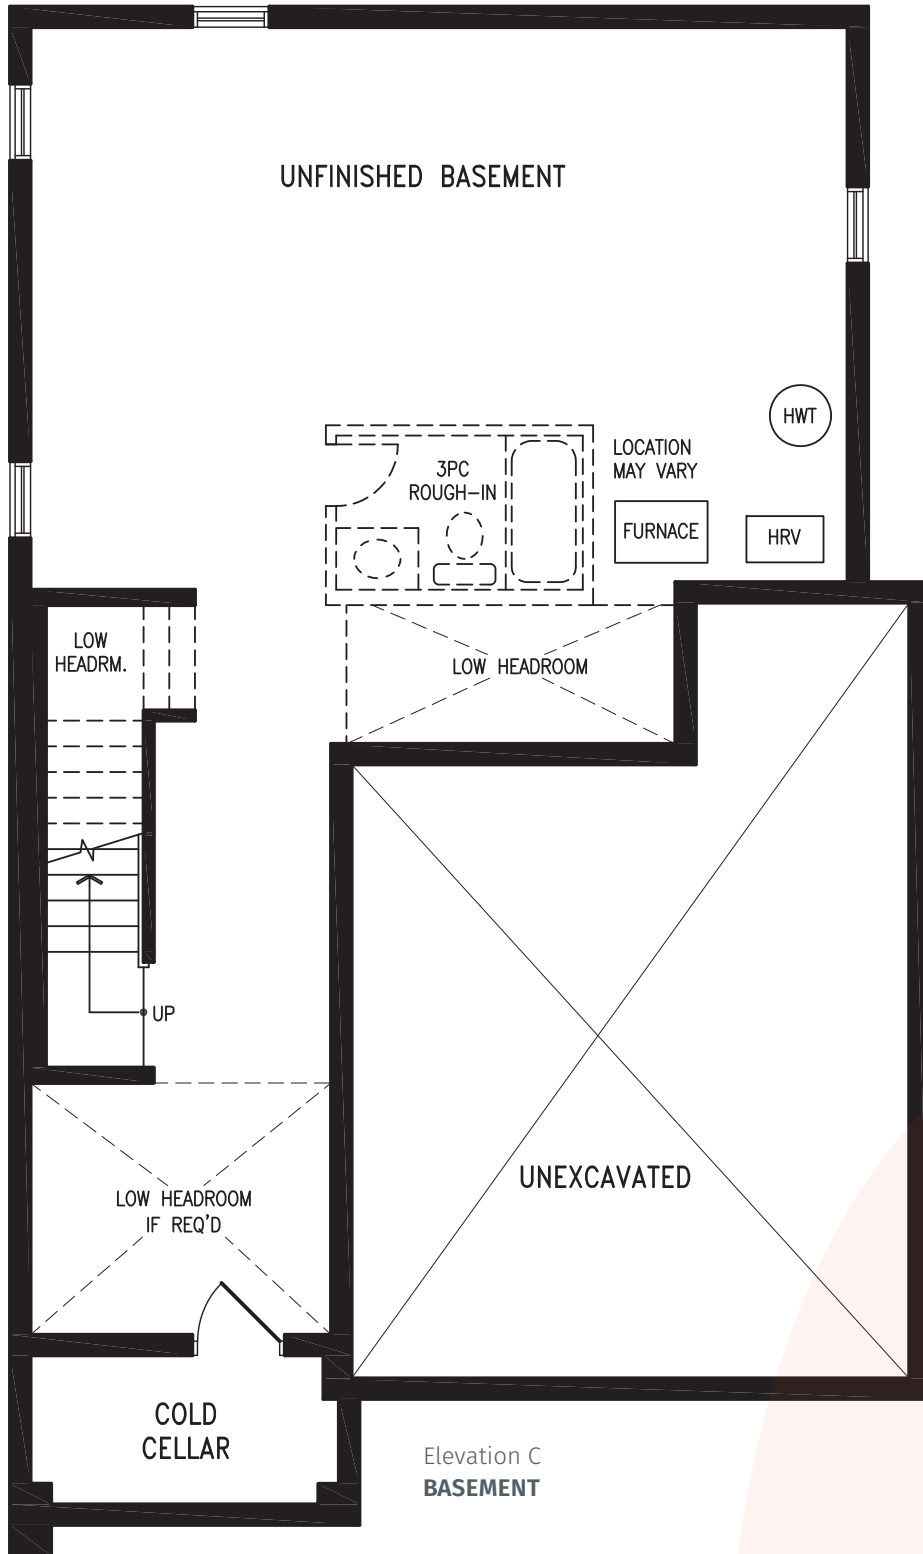 UNFINISHED BASEMENT
HWT
LOCATION
MAY VARY
3PC
ROUGH-IN
FURNACE
HRV
LOW
HEADRM.
LOW HEADROOM
UP
UNEXCAVATED
LOW HEADROOM
IF REQ'D
COLD
CELLAR
Elevation C
BASEMENT